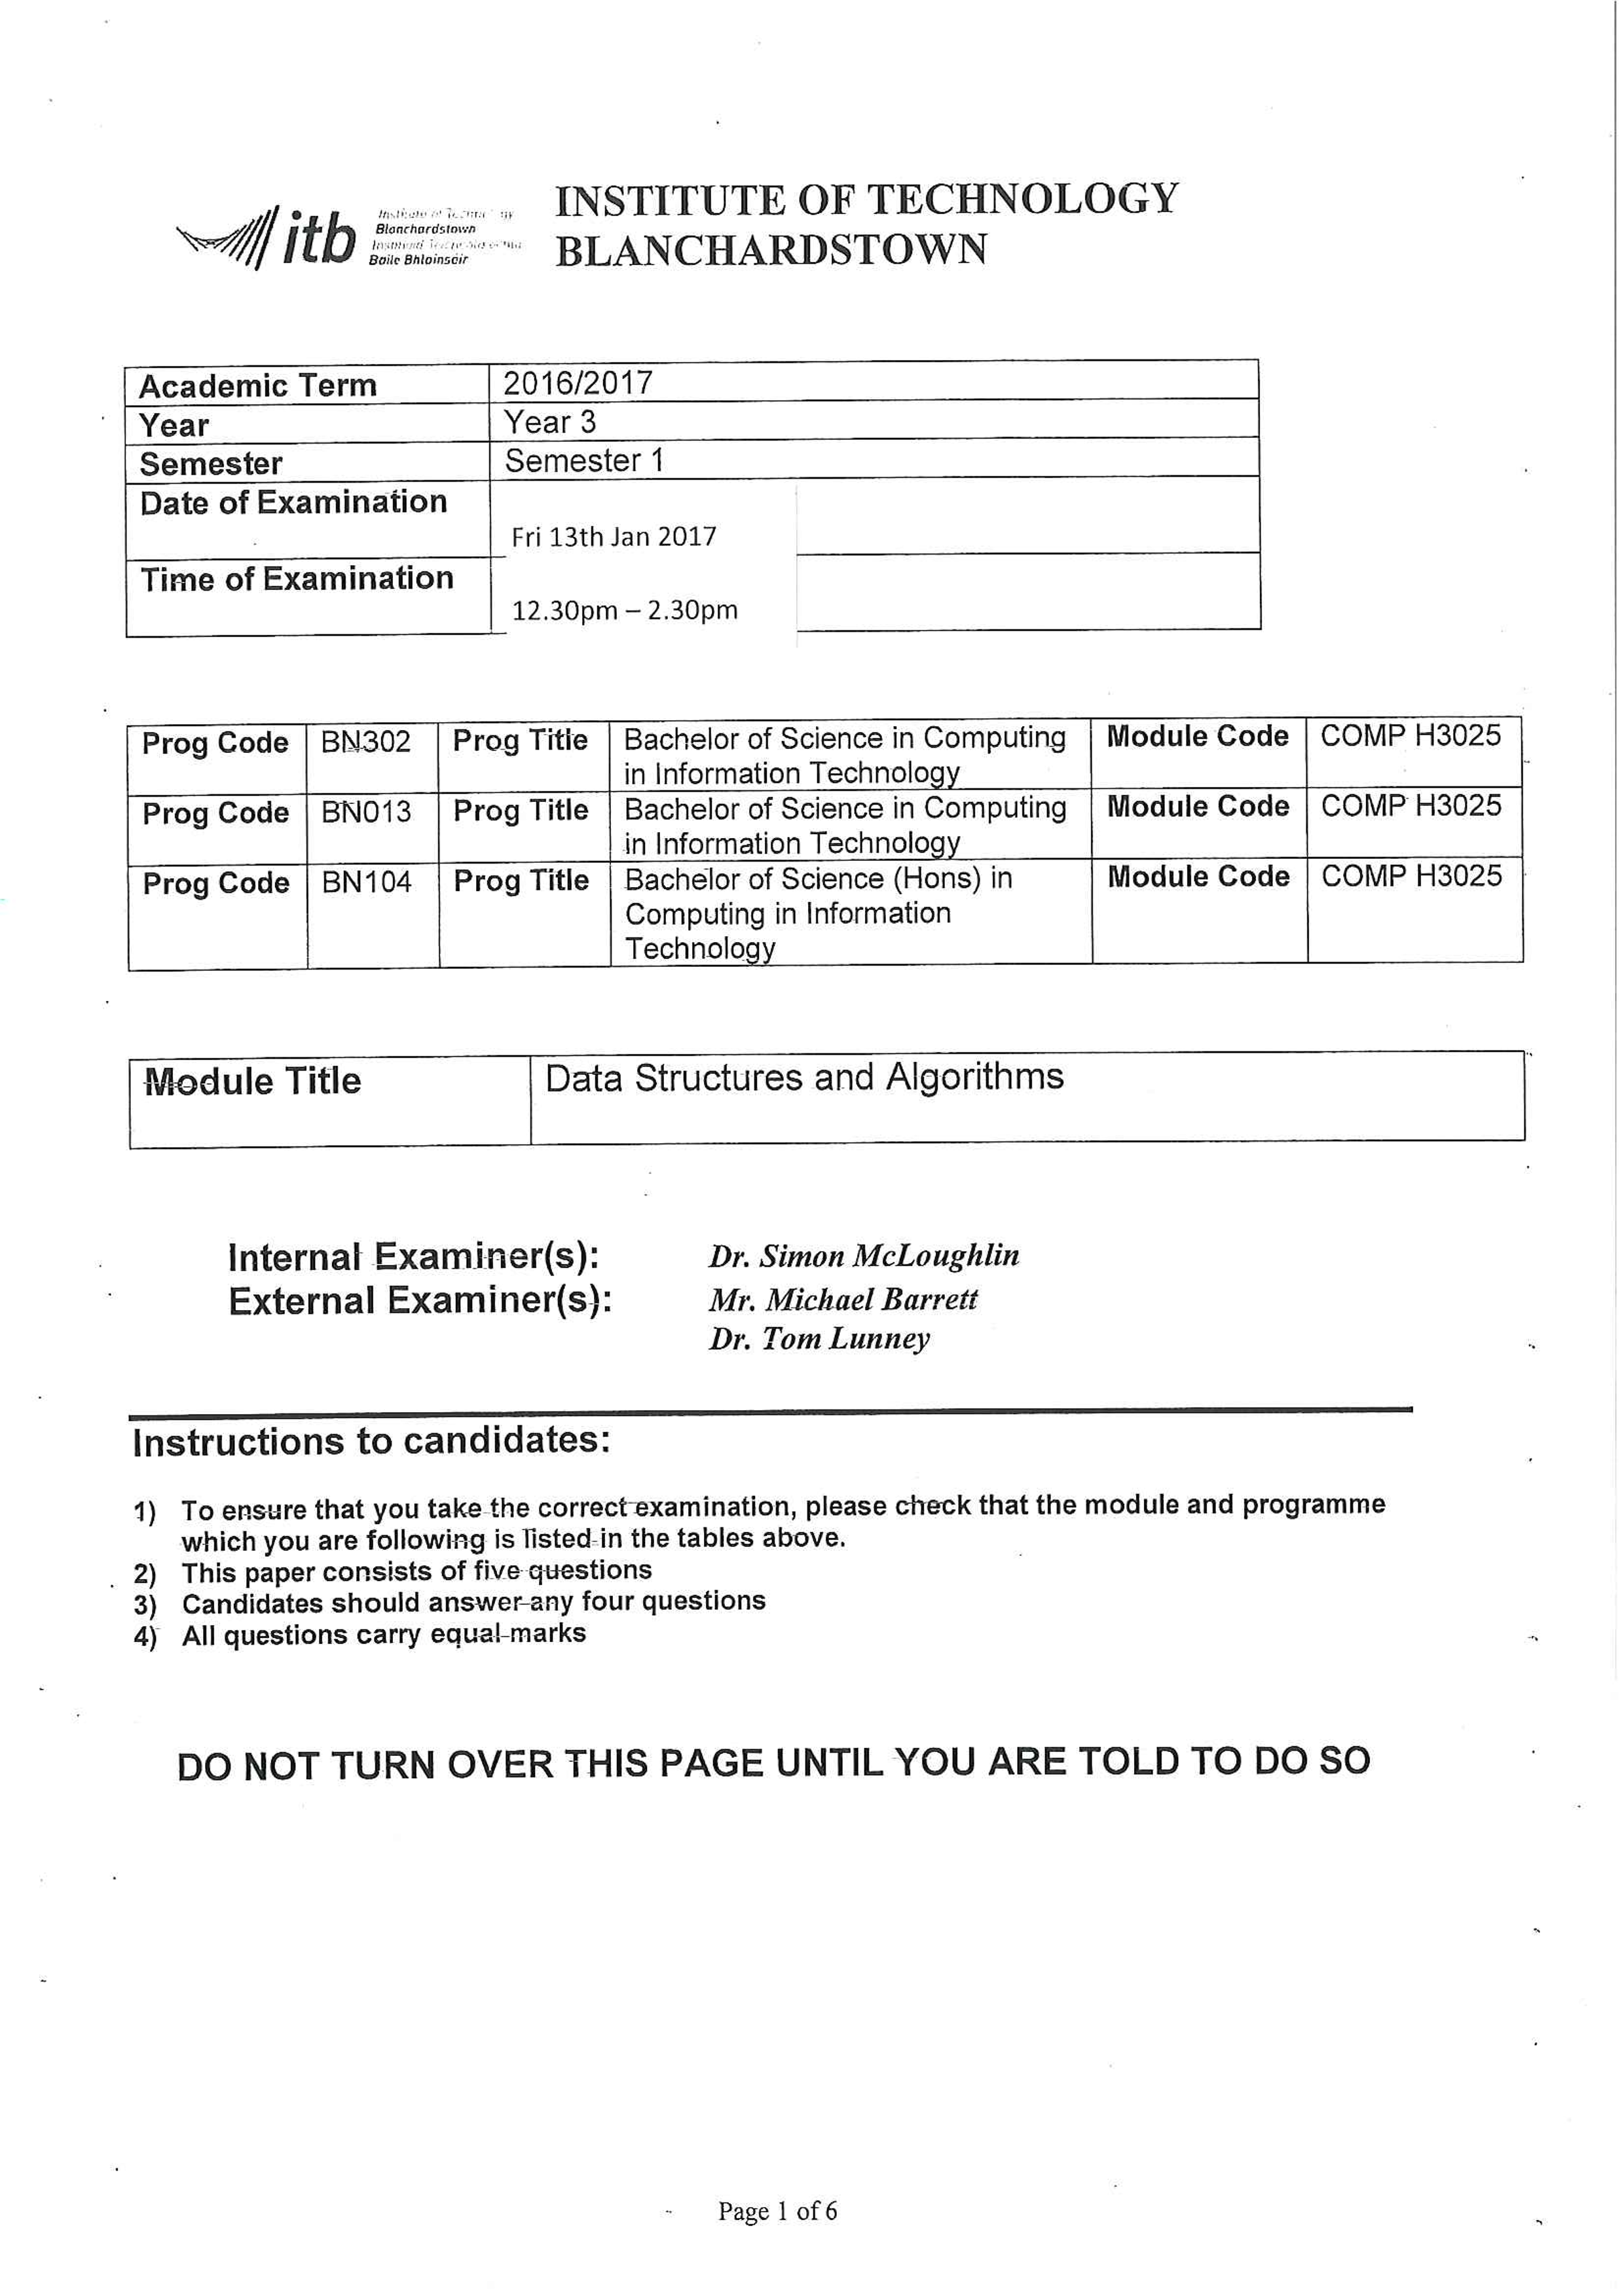 INSTITUTE OF TECHNOLOGY
BLANCHARDSTOWN
itb
Blanchardstown
Baile Bhloinséir
Academic Term 2016/2017
Year Year 3
Semester Semester 1
Date of Examination
Fri 13th Jan 2017
Time of Examination
12.30pm – 2.30pm
Prog Code BN302 Prog Title Bachelor of Science in Computing Module Code COMP H3025
in Information Technology
Prog Code BN013 Prog Title Bachelor of Science in Computing Module Code COMP H3025
in Information Technology
Prog Code BN104 Prog Title Bachelor of Science (Hons) in Module Code COMP H3025
Computing in Information
Technology
Module Title Data Structures and Algorithms
Internal Examiner(s): Dr. Simon McLoughlin
External Examiner(s): Mr. Michael Barrett
Dr. Tom Lunney
Instructions to candidates:
1) To ensure that you take the correct examination, please check that the module and programme
which you are following is listed in the tables above.
2) This paper consists of five questions
3) Candidates should answer any four questions
4) All questions carry equal marks
DO NOT TURN OVER THIS PAGE UNTIL YOU ARE TOLD TO DO SO
Page 1 of 6